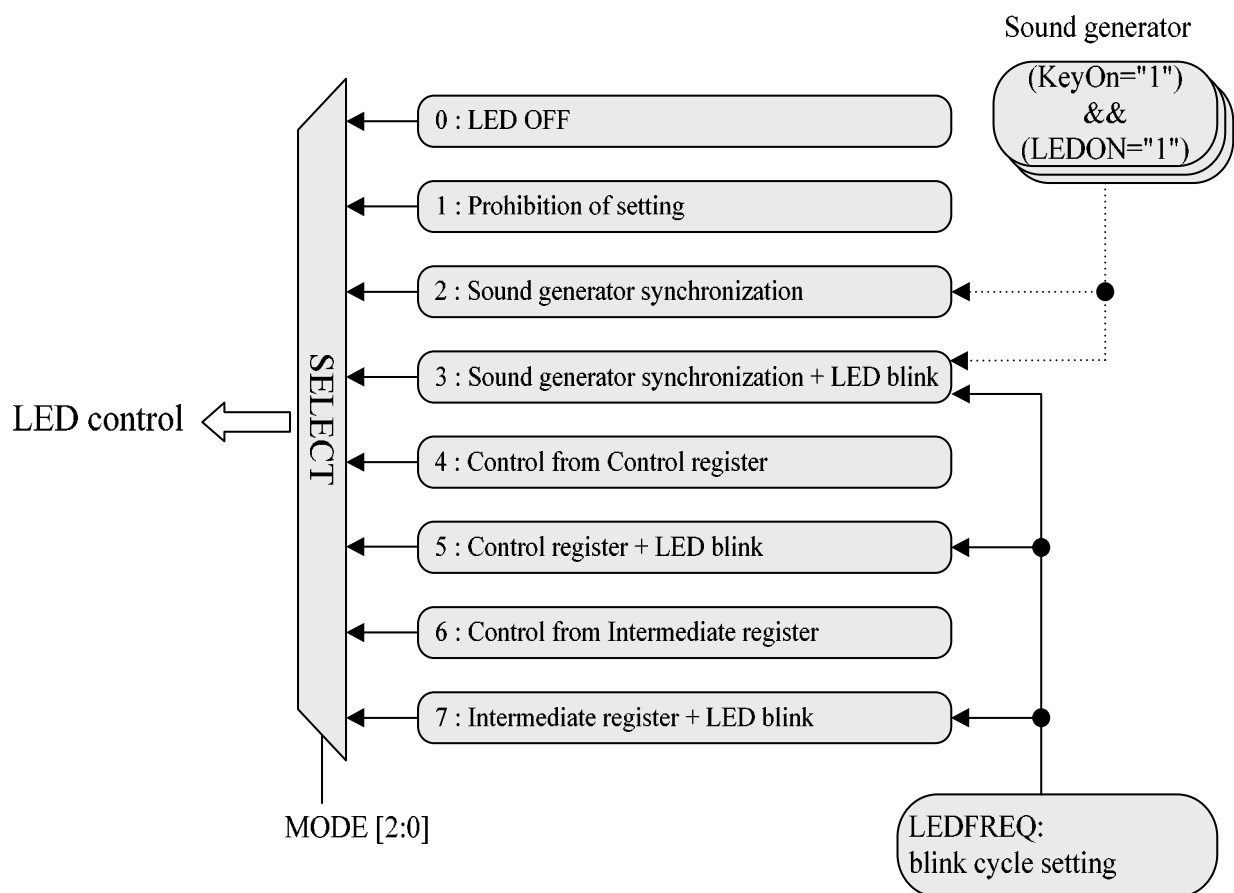 Sound generator
(KeyOn="1")
&&
(LEDON="1")
0 : LED OFF
1 : Prohibition of setting
2 : Sound generator synchronization
3 : Sound generator synchronization + LED blink
4 : Control from Control register
5 : Control register + LED blink
6 : Control from Intermediate register
7 : Intermediate register + LED blink
SELECT
LED control
MODE [2:0]
LEDFREQ:
blink cycle setting